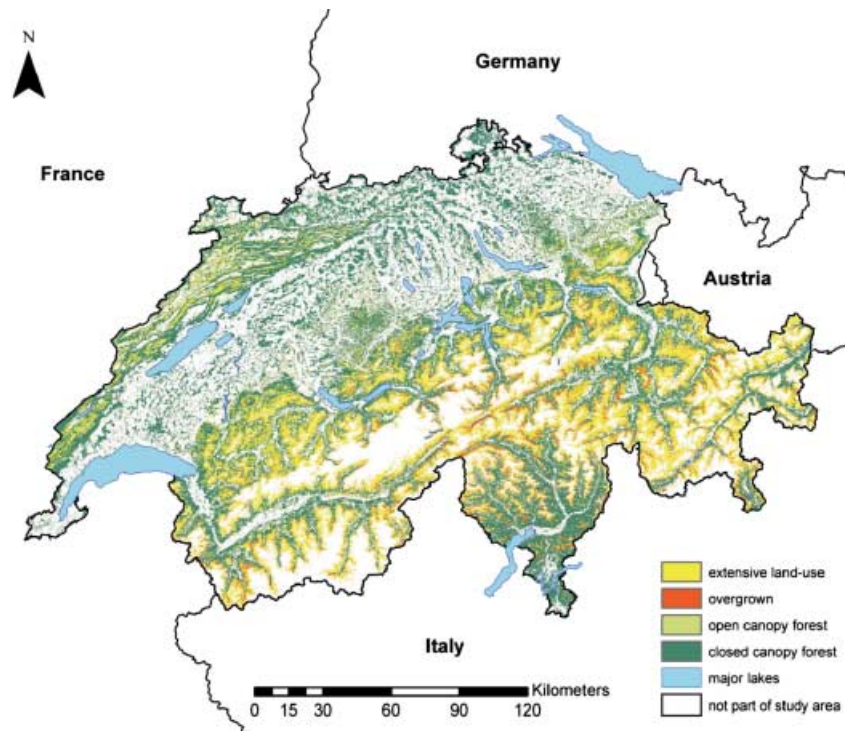 N
Germany
France
Austria
Italy
extensive land-use
overgrown
open canopy forest
closed canopy forest
major lakes
not part of study area
Kilometers
0 15 30 60 90 120